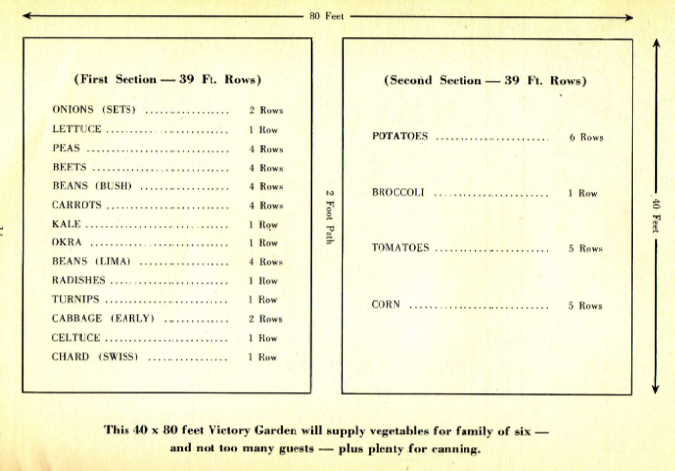 80 Feet
(First Section — 39 Ft. Rows)
ONIONS (SETS) .................... 2 Rows
LETTUCE .................... 1 Row
PEAS .................... 4 Rows
BEETS .................... 4 Rows
BEANS (BUSH) .................... 4 Rows
CARROTS .................... 4 Rows
KALE .................... 1 Row
OKRA .................... 1 Row
BEANS (LIMA) .................... 4 Rows
RADISHES .................... 1 Row
TURNIPS .................... 1 Row
CABBAGE (EARLY) .................... 2 Rows
CELTUCE .................... 1 Row
CHARD (SWISS) .................... 1 Row
2 Foot Path
(Second Section — 39 Ft. Rows)
POTATOES .................... 6 Rows
BROCCOLI .................... 1 Row
TOMATOES .................... 5 Rows
CORN .................... 5 Rows
40 Feet
This 40 x 80 feet Victory Garden will supply vegetables for family of six —
and not too many guests — plus plenty for canning.